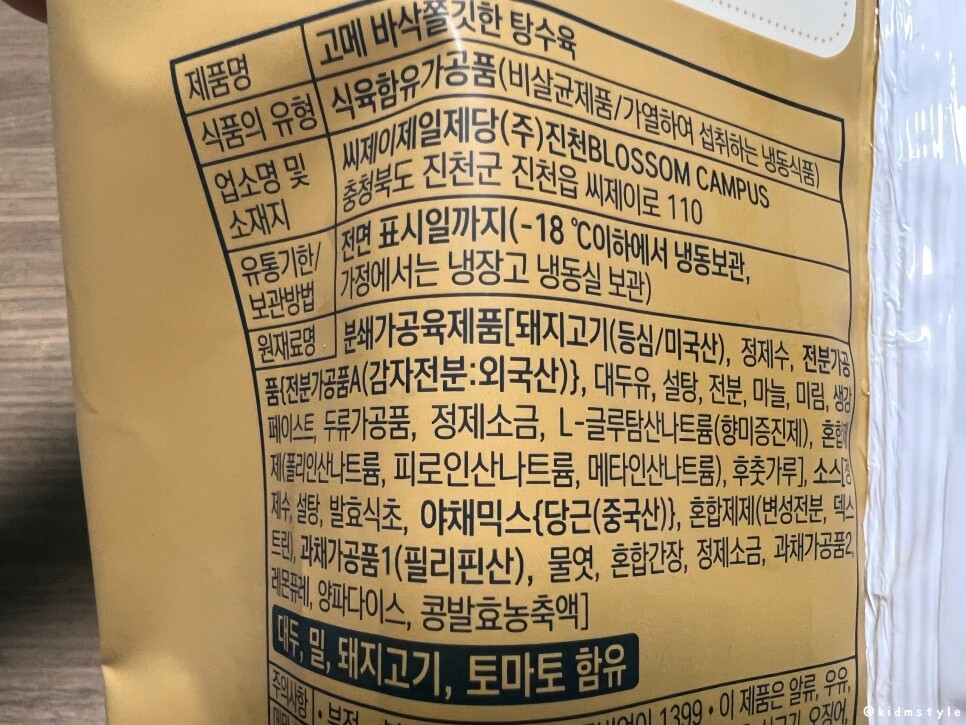 제품명 고메 바삭쫄깃한 탕수육
식품의 유형 식육함유가공품(비살균제품/가열하여 섭취하는 냉동식품)
업소명 및 소재지 씨제이제일제당(주)진천BLOSSOM CAMPUS
충청북도 진천군 진천읍 씨제이로 110
유통기한/보관방법 전면 표시일까지(-18 ℃이하에서 냉동보관,
가정에서는 냉장고 냉동실 보관)
원재료명 분쇄가공육제품[돼지고기(등심/미국산), 정제수, 전분가공
품{전분가공품A(감자전분:외국산)}, 대두유, 설탕, 전분, 마늘, 미림, 생강
페이스트, 두류가공품, 정제소금, L-글루탐산나트륨(향미증진제), 혼합제
제(폴리인산나트륨, 피로인산나트륨, 메타인산나트륨), 후춧가루], 소스[정
제수, 설탕, 발효식초, 야채믹스{당근(중국산)}, 혼합제제(변성전분, 덱스
트린), 과채가공품1(필리핀산), 물엿, 혼합간장, 정제소금, 과채가공품2,
레몬퓨레, 양파다이스, 콩발효농축액]
대두, 밀, 돼지고기, 토마토 함유
주의사항 1399 • 이 제품은 알류, 우유,
@kidmstyle